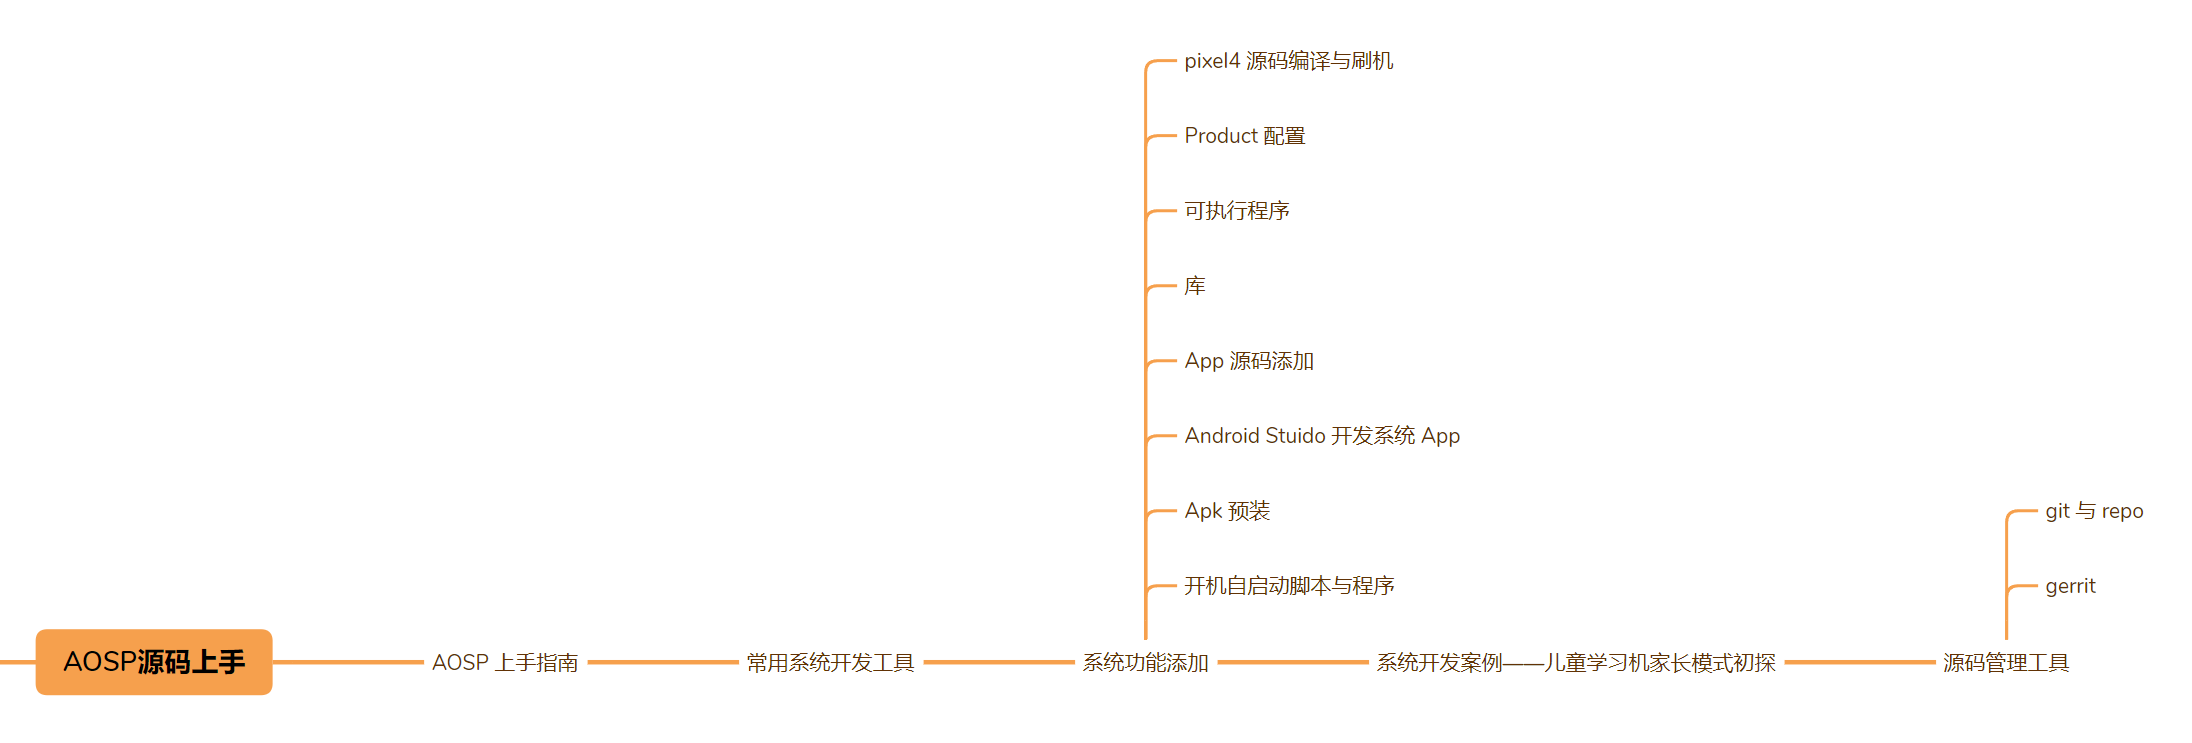 pixel4 源码编译与刷机
Product 配置
可执行程序
库
App 源码添加
Android Stuido 开发系统 App
Apk 预装
开机自启动脚本与程序
git 与 repo
gerrit
AOSP源码上手
AOSP 上手指南
常用系统开发工具
系统功能添加
系统开发案例——儿童学习机家长模式初探
源码管理工具